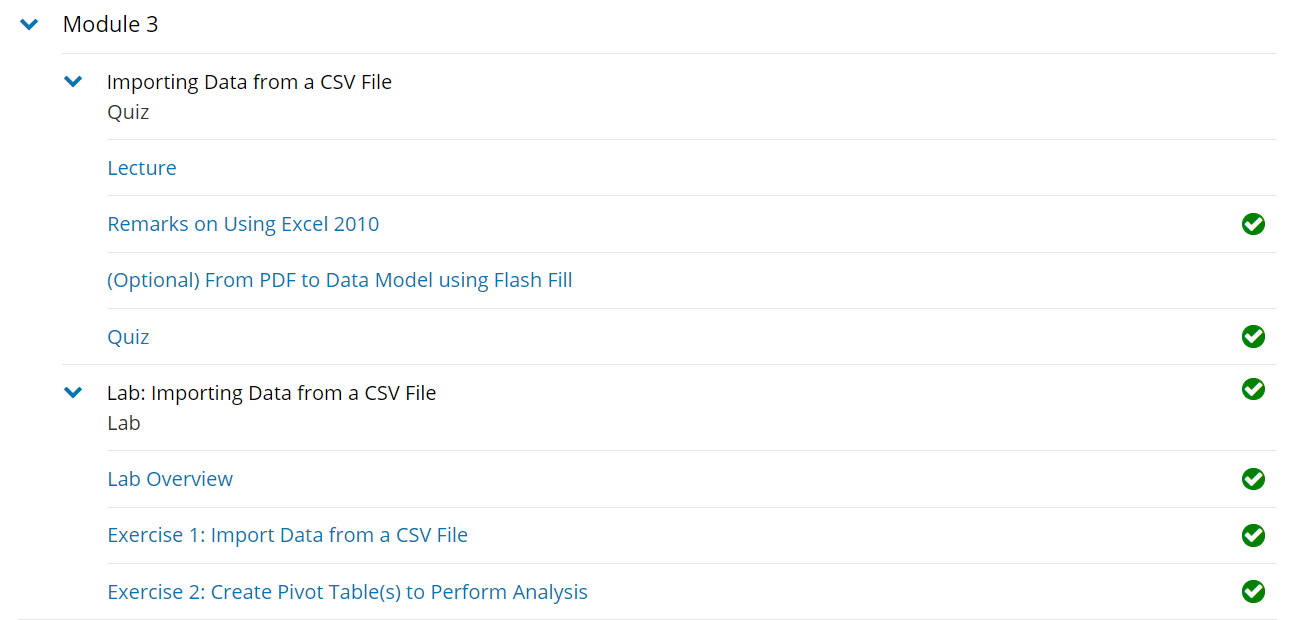 Module 3
Importing Data from a CSV File
Quiz
Lecture
Remarks on Using Excel 2010
(Optional) From PDF to Data Model using Flash Fill
Quiz
Lab: Importing Data from a CSV File
Lab
Lab Overview
Exercise 1: Import Data from a CSV File
Exercise 2: Create Pivot Table(s) to Perform Analysis